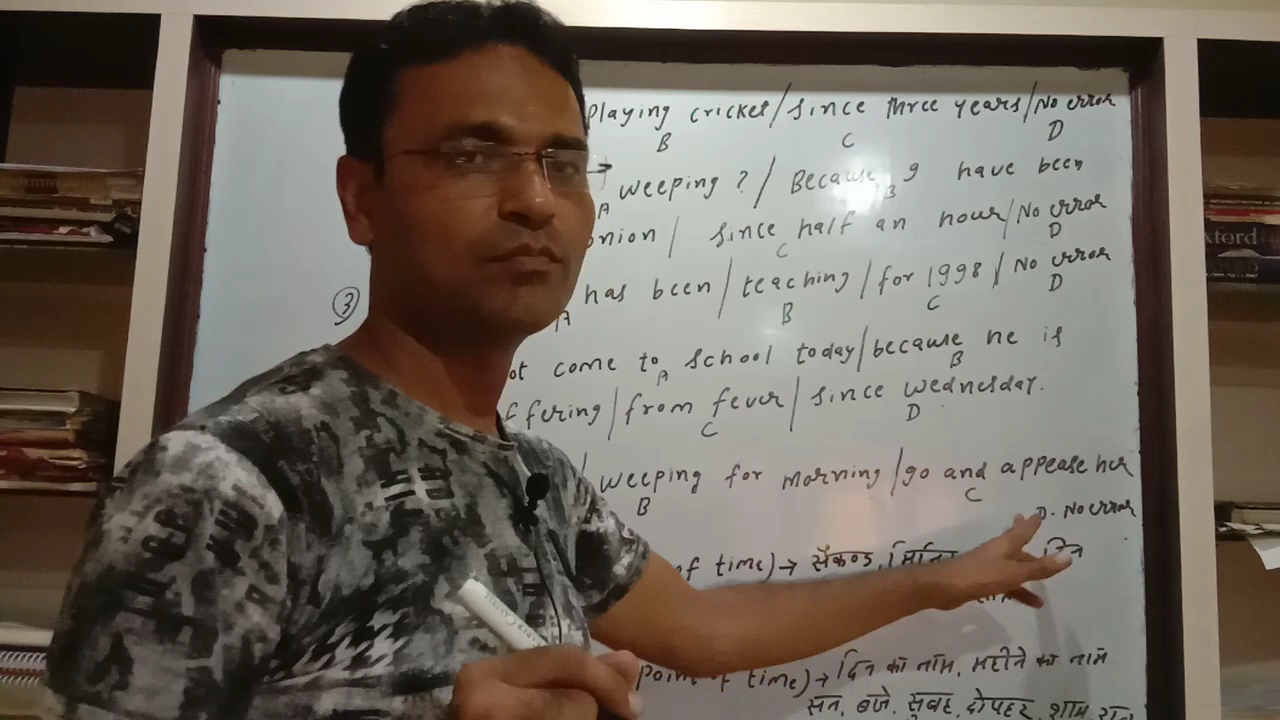 Playing cricket/since three years/No error
B C D
→ weeping ? / Because I have been
A B
onion / since half an hour/No error
C D
③ has been/teaching/for 1998/No error
A B C D
ot come to school today/because he is
A B
ffering/from fever/since wednesday.
C D
weeping for morning/go and appease her
B C
D. No error
of time) → सेकण्ड, मिनिट दिन
point of time) → दिन का नाम, महीने का नाम
सन, बजे, सुबह, दोपहर, शाम
xford